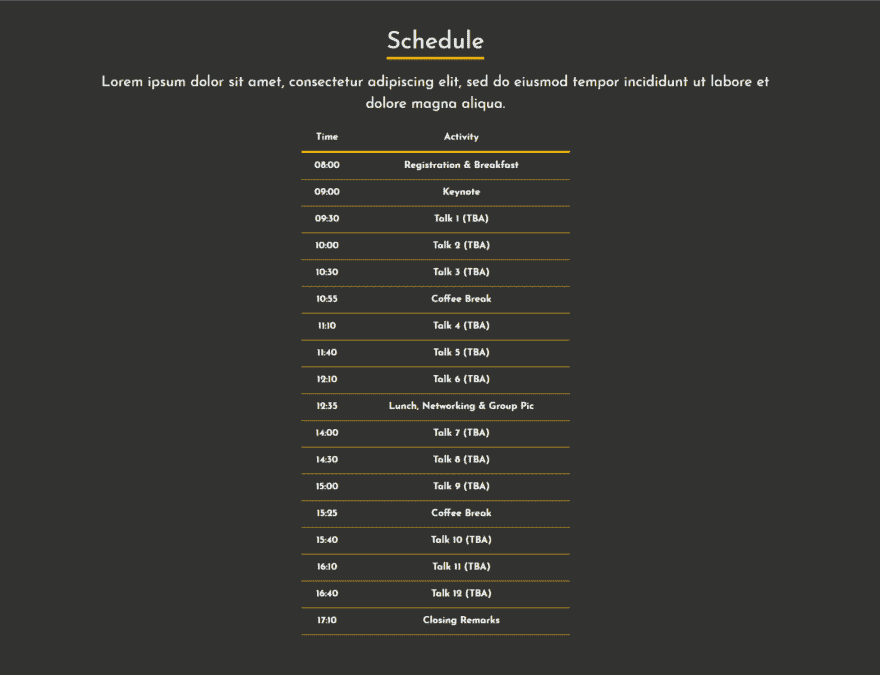 Schedule
Lorem ipsum dolor sit amet, consectetur adipiscing elit, sed do eiusmod tempor incididunt ut labore et
dolore magna aliqua.
Time Activity
08:00 Registration & Breakfast
09:00 Keynote
09:30 Talk 1 (TBA)
10:00 Talk 2 (TBA)
10:30 Talk 3 (TBA)
10:55 Coffee Break
11:10 Talk 4 (TBA)
11:40 Talk 5 (TBA)
12:10 Talk 6 (TBA)
12:35 Lunch, Networking & Group Pic
14:00 Talk 7 (TBA)
14:30 Talk 8 (TBA)
15:00 Talk 9 (TBA)
15:25 Coffee Break
15:40 Talk 10 (TBA)
16:10 Talk 11 (TBA)
16:40 Talk 12 (TBA)
17:10 Closing Remarks